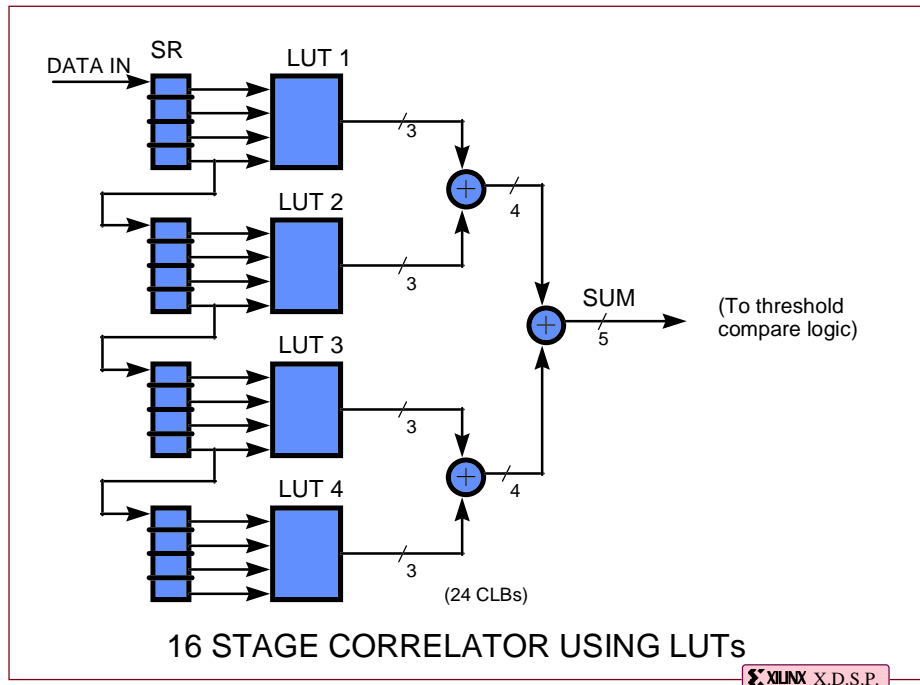 SR
LUT 1
DATA IN
3
LUT 2
4
3
SUM
(To threshold
compare logic)
5
LUT 3
3
4
LUT 4
3
(24 CLBs)
16 STAGE CORRELATOR USING LUTs
XILINX X.D.S.P.